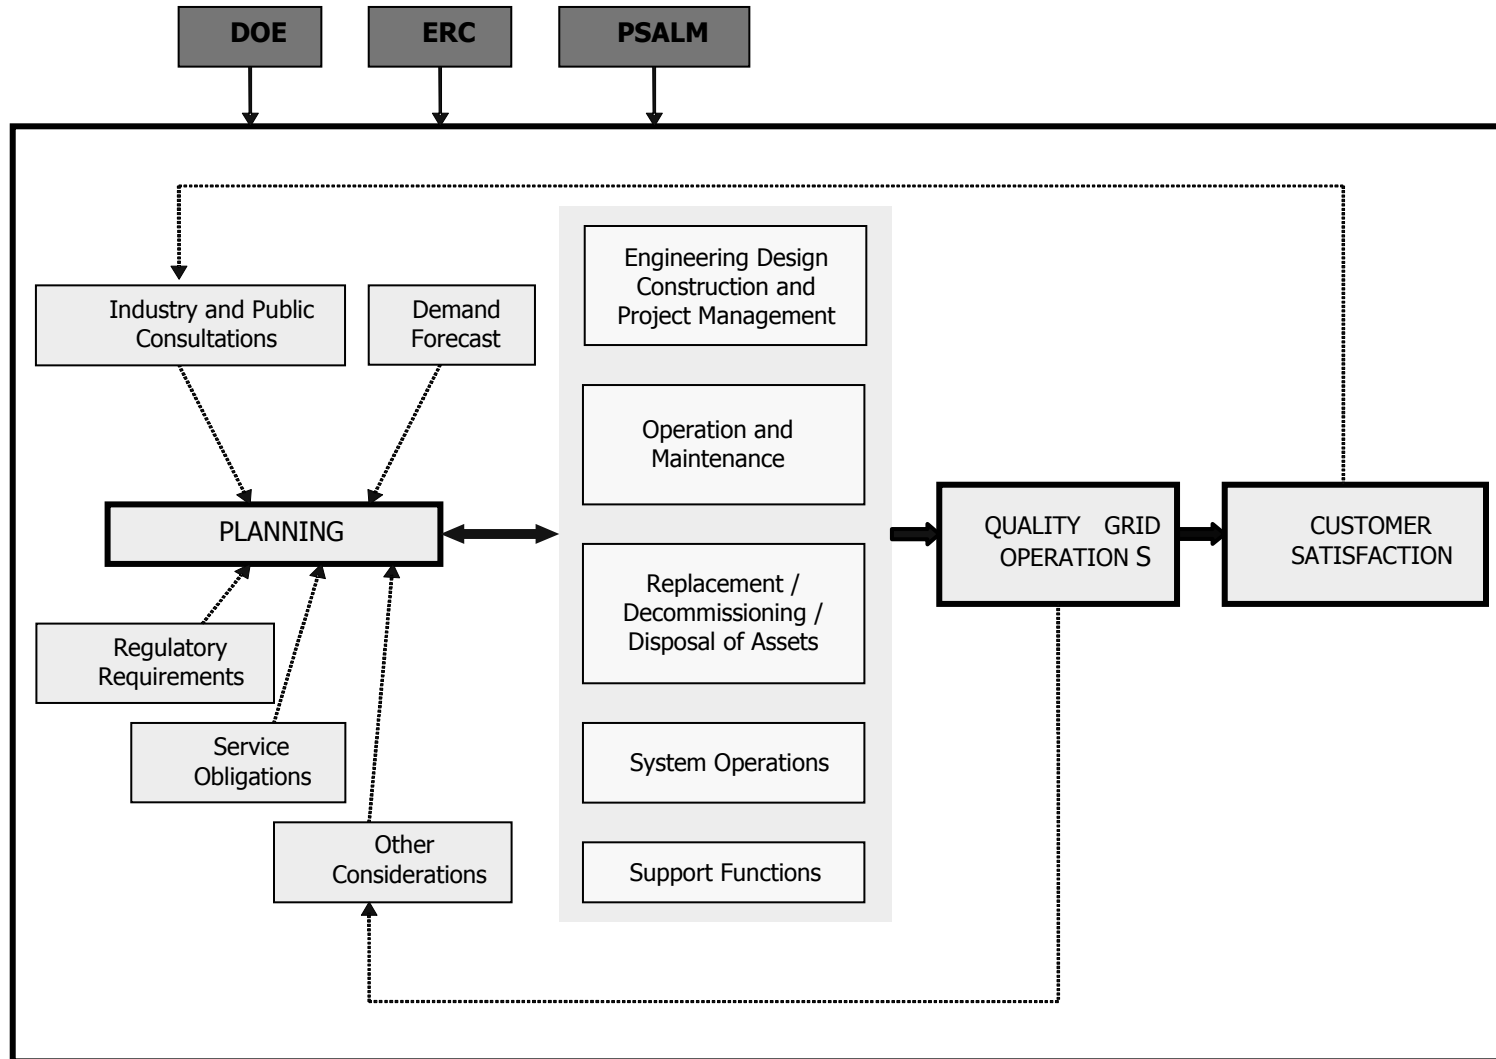 DOE
ERC
PSALM
Industry and Public
Consultations
Demand
Forecast
PLANNING
Regulatory
Requirements
Service
Obligations
Other
Considerations
Engineering Design
Construction and
Project Management
Operation and
Maintenance
Replacement /
Decommissioning /
Disposal of Assets
System Operations
Support Functions
QUALITY GRID
OPERATION S
CUSTOMER
SATISFACTION